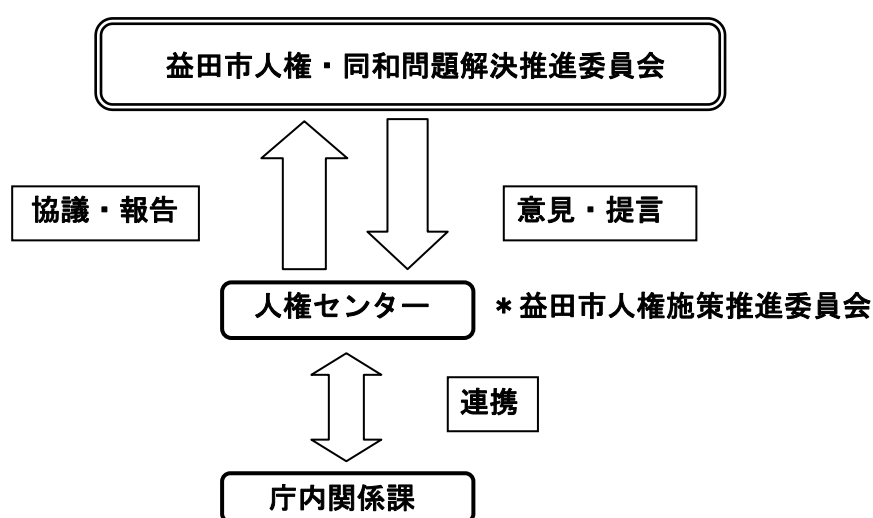 益田市人権・同和問題解決推進委員会
協議・報告
意見・提言
人権センター
＊益田市人権施策推進委員会
連携
庁内関係課